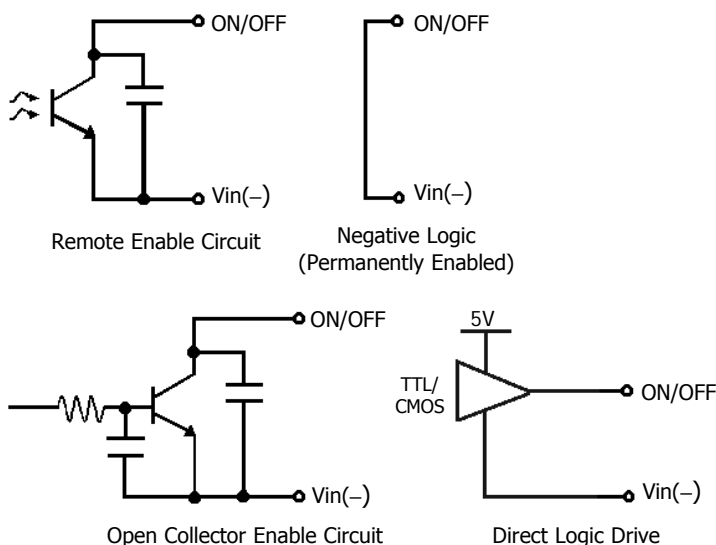 ON/OFF
Vin(–)
Remote Enable Circuit
ON/OFF
Vin(–)
Negative Logic
(Permanently Enabled)
ON/OFF
Vin(–)
Open Collector Enable Circuit
5V
TTL/
CMOS
ON/OFF
Vin(–)
Direct Logic Drive